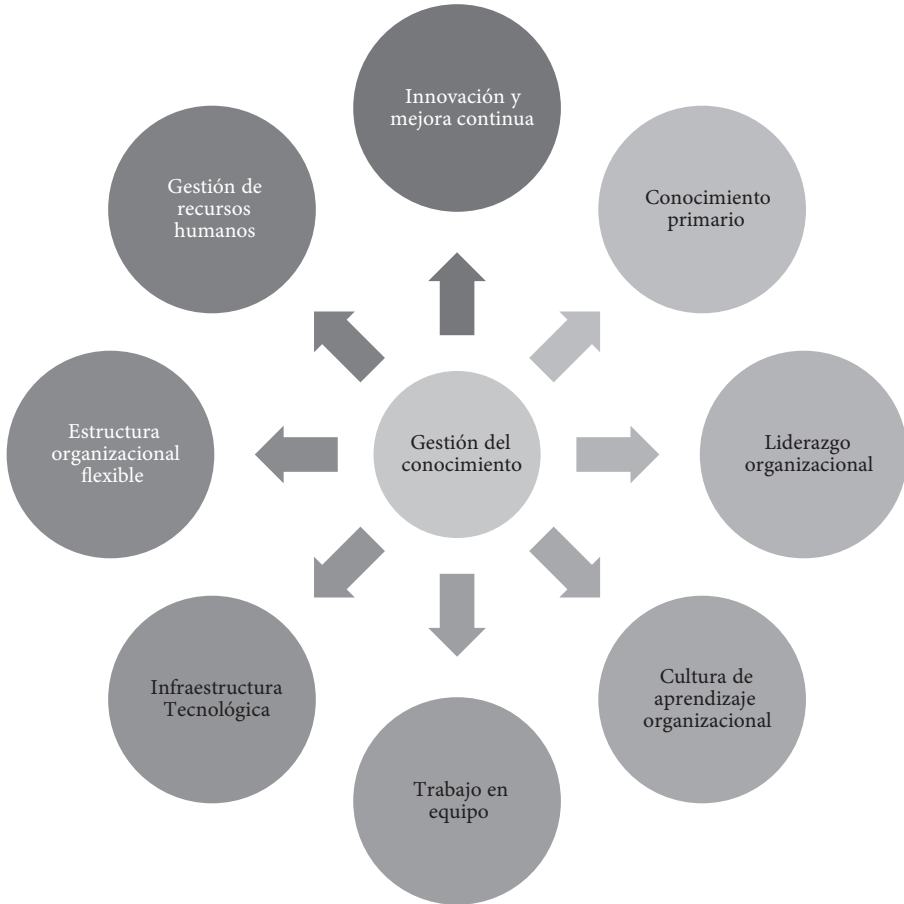 Innovación y
mejora continua
Gestión de
recursos
humanos
Conocimiento
primario
Estructura
organizacional
flexible
Gestión del
conocimiento
Liderazgo
organizacional
Infraestructura
Tecnológica
Cultura de
aprendizaje
organizacional
Trabajo en
equipo